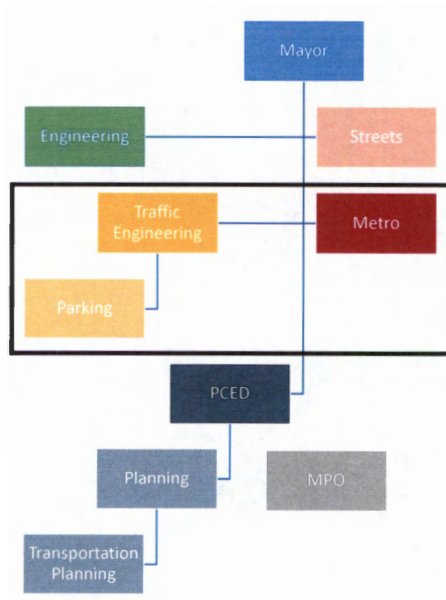 Mayor
Engineering
Streets
Traffic
Engineering
Metro
Parking
PCED
Planning
MPO
Transportation
Planning